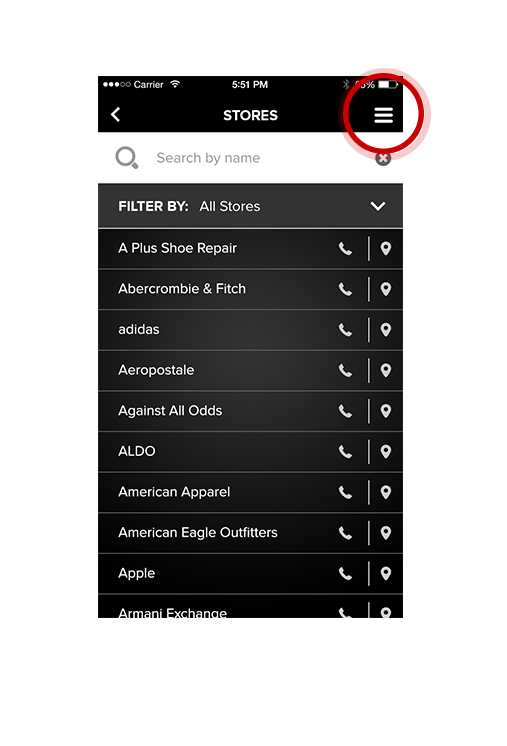 Carrier 5:51 PM
STORES
Search by name
FILTER BY: All Stores
A Plus Shoe Repair
Abercrombie & Fitch
adidas
Aeropostale
Against All Odds
ALDO
American Apparel
American Eagle Outfitters
Apple
Armani Exchange